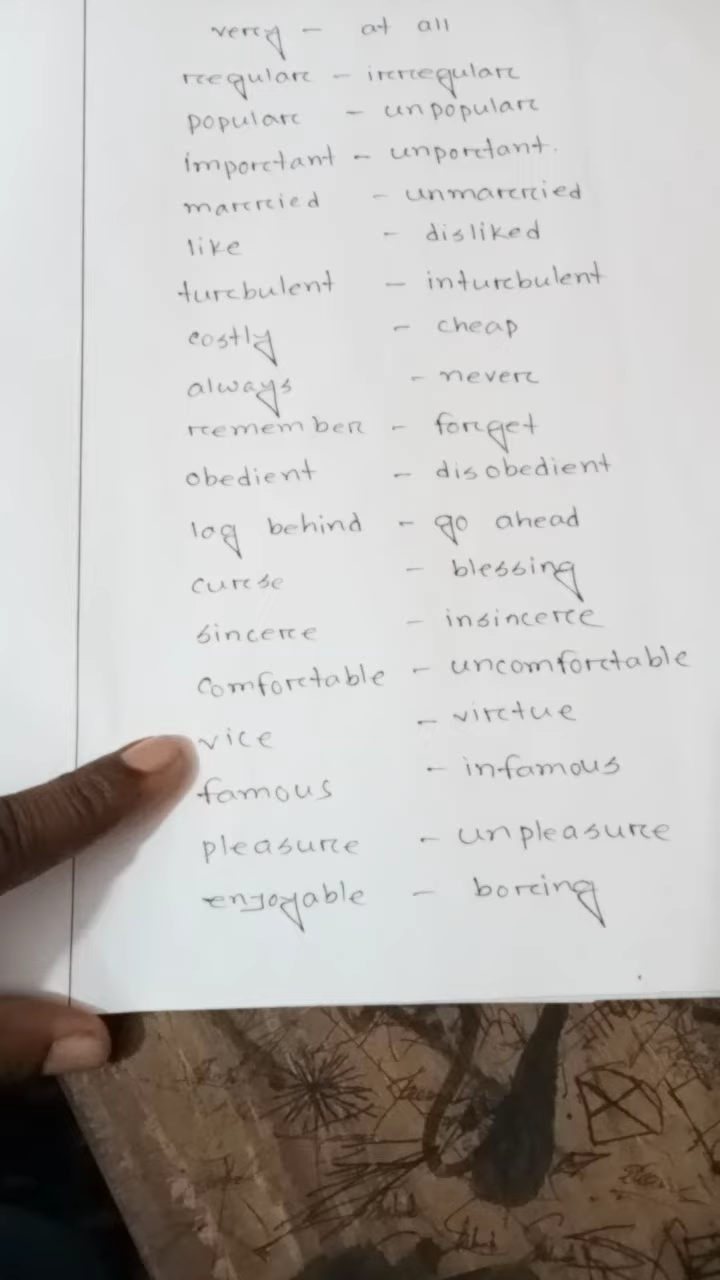 very - at all
regular - irregular
popular - unpopular
important - unportant.
married - unmarried
like - disliked
turbulent - inturbulent
costly - cheap
always - never
remember - forget
obedient - disobedient
log behind - go ahead
curse - blessing
sincere - insincere
comfortable - uncomfortable
vice - virtue
famous - infamous
pleasure - unpleasure
enjoyable - boring